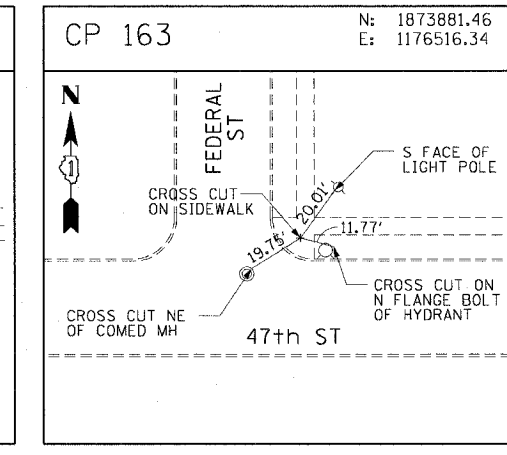 CP 163
N: 1873881.46
E: 1176516.34
N
1
FEDERAL
ST
S FACE OF
LIGHT POLE
CROSS CUT
ON SIDEWALK
20.01'
11.77'
19.75'
CROSS CUT ON
N FLANGE BOLT
OF HYDRANT
CROSS CUT NE
OF COMED MH
47th ST